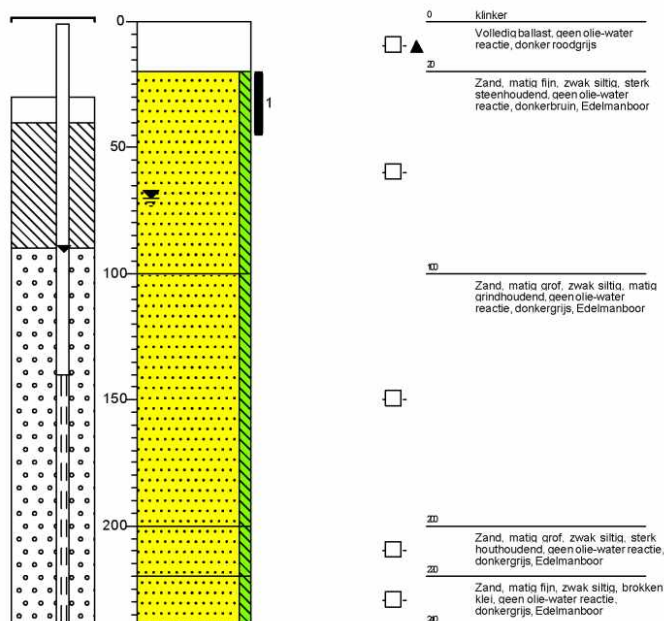 0
50
100
150
200
1
0
klinker
Volledig ballast, geen olie-water
reactie, donker roodgrijs
20
Zand, matig fijn, zwak siltig, sterk
steenhoudend, geen olie-water
reactie, donkerbruin, Edelmanboor
100
Zand, matig grof, zwak siltig, matig
grindhoudend, geen olie-water
reactie, donkergrijs, Edelmanboor
200
Zand, matig grof, zwak siltig, sterk
houthoudend, geen olie-water reactie,
donkergrijs, Edelmanboor
220
Zand, matig fijn, zwak siltig, brokken
klei, geen olie-water reactie,
donkergrijs, Edelmanboor
240